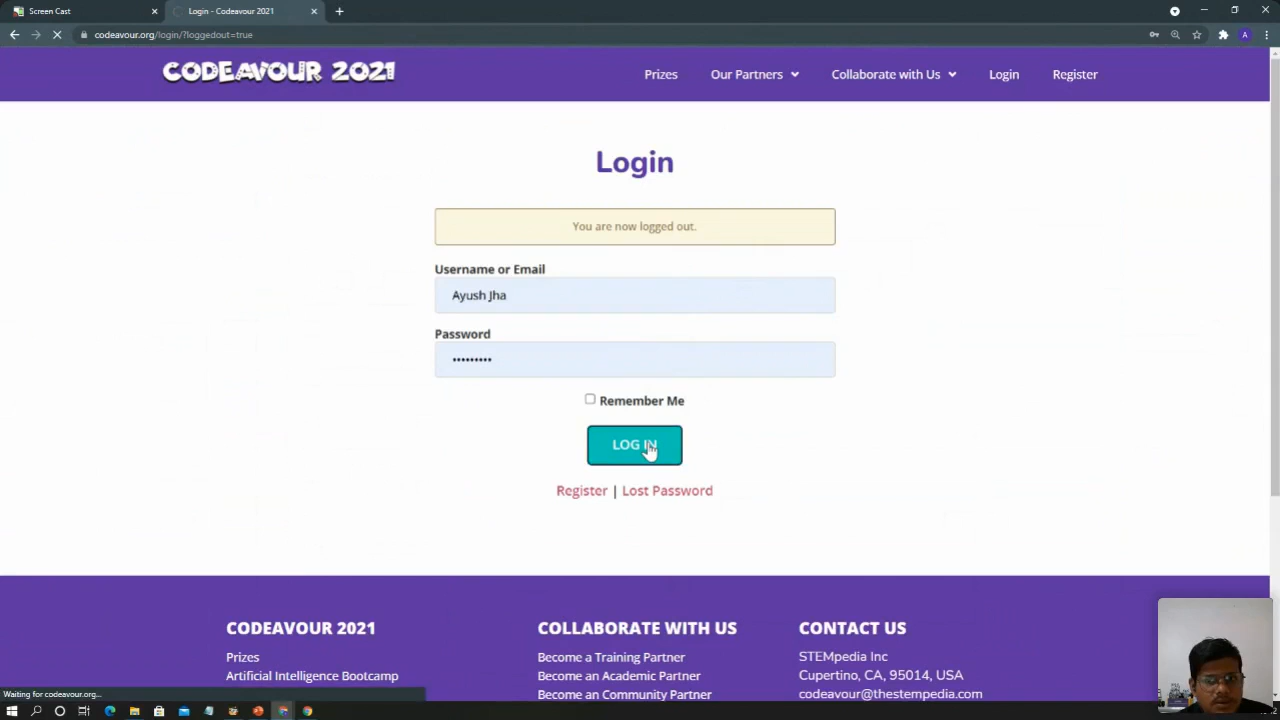 Screen Cast
Login - Codeavour 2021
codeavour.org/login/?loggedout=true
A
CODEAVOUR 2021
Prizes
Our Partners
Collaborate with Us
Login
Register
Login
You are now logged out.
Username or Email
Ayush Jha
Password
•••••••••
Remember Me
LOG IN
Register | Lost Password
CODEAVOUR 2021
Prizes
Artificial Intelligence Bootcamp
COLLABORATE WITH US
Become a Training Partner
Become an Academic Partner
Become an Community Partner
CONTACT US
STEMpedia Inc
Cupertino, CA, 95014, USA
codeavour@thestempedia.com
Waiting for codeavour.org...